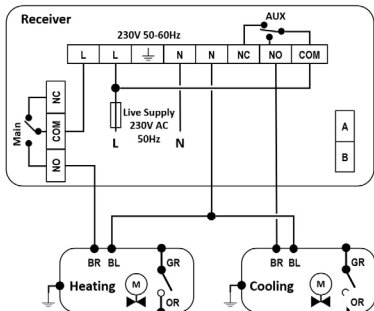 Receiver
AUX
230V 50-60Hz
L L N N NC NO COM
NC
COM
NO
Main
Live Supply
230V AC
50Hz
L N
A
B
BR BL GR
Heating M
OR
BR BL GR
Cooling M
OR